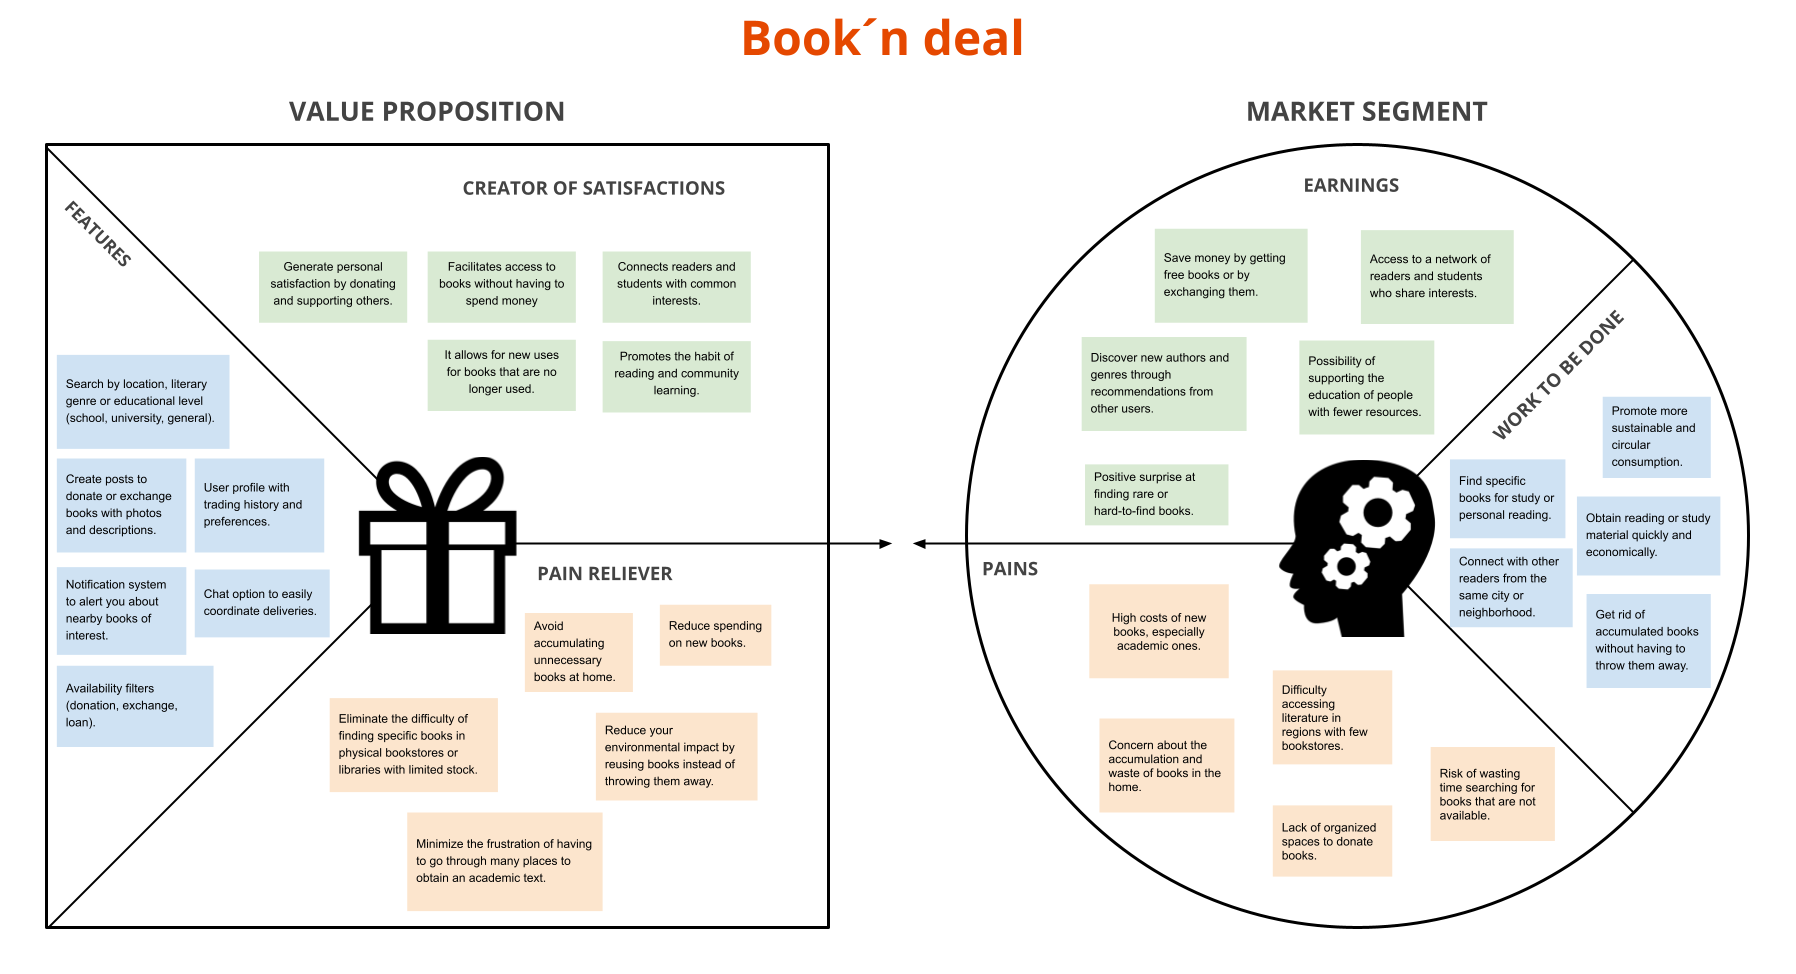 Book´n deal
VALUE PROPOSITION
CREATOR OF SATISFACTIONS
FEATURES
Generate personal
satisfaction by donating
and supporting others.
Facilitates access to
books without having to
spend money
Connects readers and
students with common
interests.
It allows for new uses
for books that are no
longer used.
Promotes the habit of
reading and community
learning.
Search by location, literary
genre or educational level
(school, university, general).
Create posts to
donate or exchange
books with photos
and descriptions.
User profile with
trading history and
preferences.
Notification system
to alert you about
nearby books of
interest.
Chat option to easily
coordinate deliveries.
Availability filters
(donation, exchange,
loan).
PAIN RELIEVER
Avoid
accumulating
unnecessary
books at home.
Reduce spending
on new books.
Eliminate the difficulty of
finding specific books in
physical bookstores or
libraries with limited stock.
Reduce your
environmental impact by
reusing books instead of
throwing them away.
Minimize the frustration of having
to go through many places to
obtain an academic text.
MARKET SEGMENT
EARNINGS
Save money by getting
free books or by
exchanging them.
Access to a network of
readers and students
who share interests.
Discover new authors and
genres through
recommendations from
other users.
Possibility of
supporting the
education of people
with fewer resources.
Positive surprise at
finding rare or
hard-to-find books.
WORK TO BE DONE
Promote more
sustainable and
circular
consumption.
Find specific
books for study or
personal reading.
Obtain reading or study
material quickly and
economically.
Connect with other
readers from the
same city or
neighborhood.
Get rid of
accumulated books
without having to
throw them away.
PAINS
High costs of new
books, especially
academic ones.
Difficulty
accessing
literature in
regions with few
bookstores.
Concern about the
accumulation and
waste of books in the
home.
Risk of wasting
time searching for
books that are not
available.
Lack of organized
spaces to donate
books.